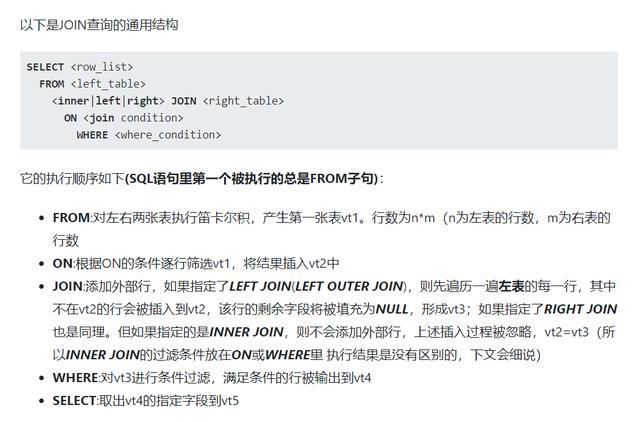 以下是JOIN查询的通用结构
SELECT <row_list>
FROM <left_table>
<inner|left|right> JOIN <right_table>
ON <join condition>
WHERE <where_condition>
它的执行顺序如下(SQL语句里第一个被执行的总是FROM子句)：
• FROM:对左右两张表执行笛卡尔积，产生第一张表vt1。行数为n*m（n为左表的行数，m为右表的
行数
• ON:根据ON的条件逐行筛选vt1，将结果插入vt2中
• JOIN:添加外部行，如果指定了LEFT JOIN(LEFT OUTER JOIN)，则先遍历一遍左表的每一行，其中
不在vt2的行会被插入到vt2，该行的剩余字段将被填充为NULL，形成vt3；如果指定了RIGHT JOIN
也是同理。但如果指定的是INNER JOIN，则不会添加外部行，上述插入过程被忽略，vt2=vt3（所
以INNER JOIN的过滤条件放在ON或WHERE里 执行结果是没有区别的，下文会细说）
• WHERE:对vt3进行条件过滤，满足条件的行被输出到vt4
• SELECT:取出vt4的指定字段到vt5